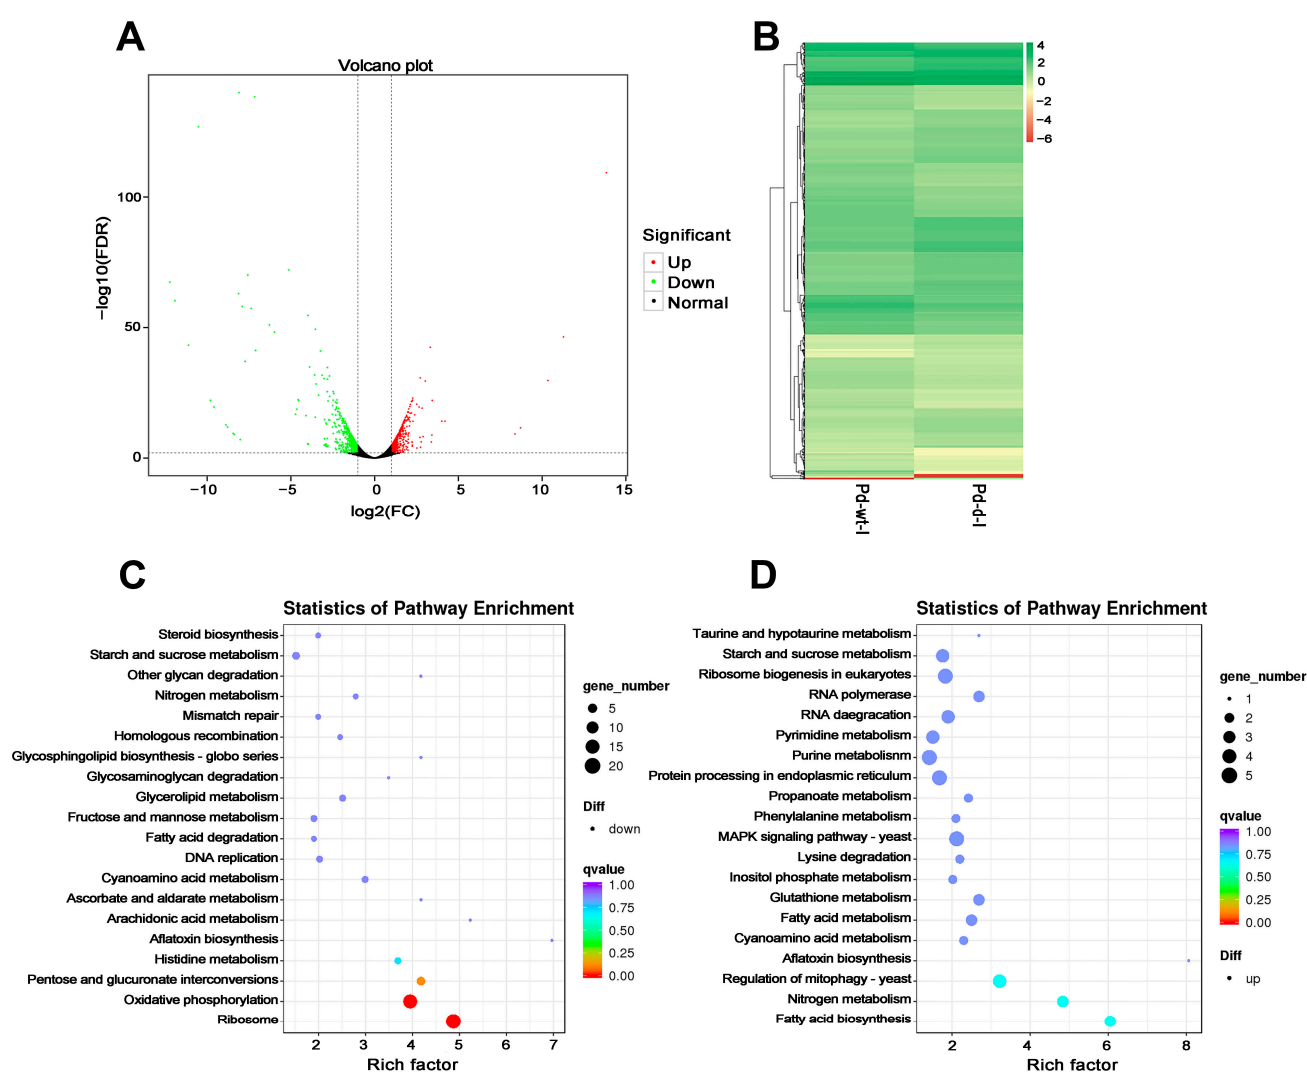 A
Volcano plot
−log10(FDR)
100
50
0
−10
−5
0
5
10
15
log2(FC)
Significant
Up
Down
Normal
B
4
2
0
−2
−4
−6
Pd-wt-I
Pd-d-I
C
Statistics of Pathway Enrichment
Steroid biosynthesis
Starch and sucrose metabolism
Other glycan degradation
Nitrogen metabolism
Mismatch repair
Homologous recombination
Glycosphingolipid biosynthesis - globo series
Glycosaminoglycan degradation
Glycerolipid metabolism
Fructose and mannose metabolism
Fatty acid degradation
DNA replication
Cyanoamino acid metabolism
Ascorbate and aldarate metabolism
Arachidonic acid metabolism
Aflatoxin biosynthesis
Histidine metabolism
Pentose and glucuronate interconversions
Oxidative phosphorylation
Ribosome
2
3
4
5
6
7
Rich factor
gene_number
5
10
15
20
Diff
down
qvalue
1.00
0.75
0.50
0.25
0.00
D
Statistics of Pathway Enrichment
Taurine and hypotaurine metabolism
Starch and sucrose metabolism
Ribosome biogenesis in eukaryotes
RNA polymerase
RNA daegracation
Pyrimidine metabolism
Purine metabolisnm
Protein processing in endoplasmic reticulum
Propanoate metabolism
Phenylalanine metabolism
MAPK signaling pathway - yeast
Lysine degradation
Inositol phosphate metabolism
Glutathione metabolism
Fatty acid metabolism
Cyanoamino acid metabolism
Aflatoxin biosynthesis
Regulation of mitophagy - yeast
Nitrogen metabolism
Fatty acid biosynthesis
2
4
6
8
Rich factor
gene_number
1
2
3
4
5
qvalue
1.00
0.75
0.50
0.25
0.00
Diff
up